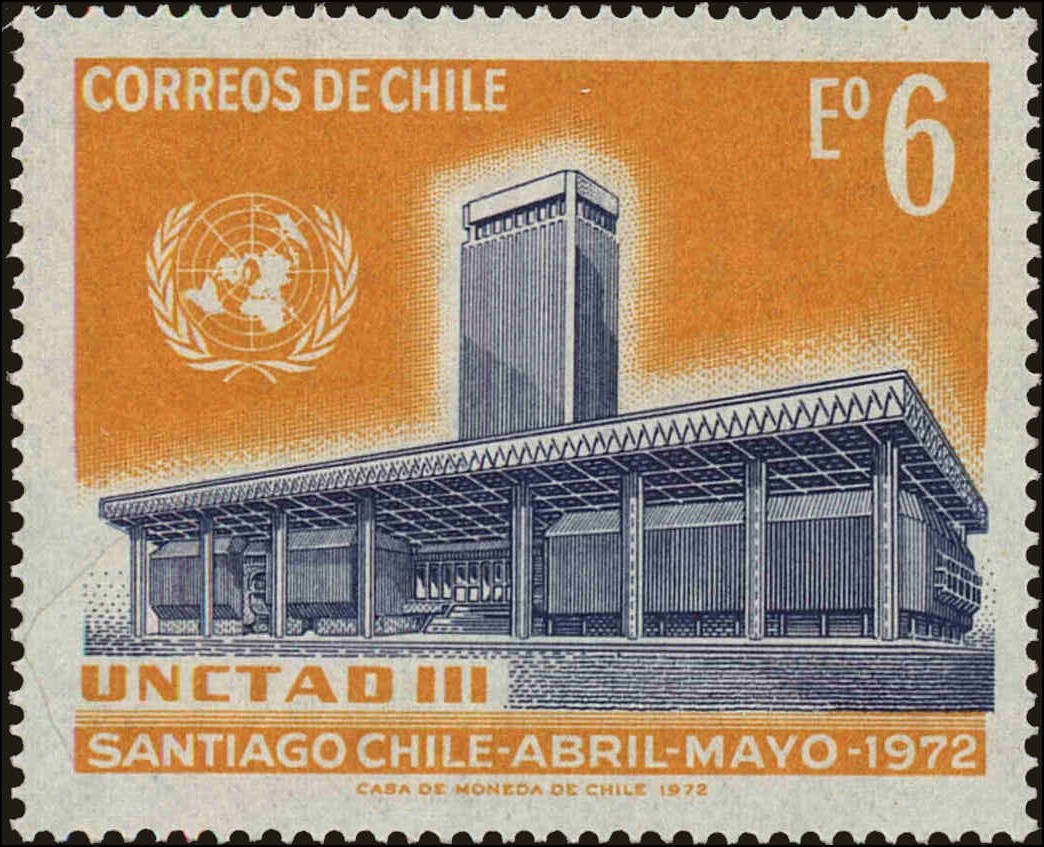 CORREOS DE CHILE
Eº 6
UNCTAD III
SANTIAGO CHILE-ABRIL-MAYO-1972
CASA DE MONEDA DE CHILE 1972